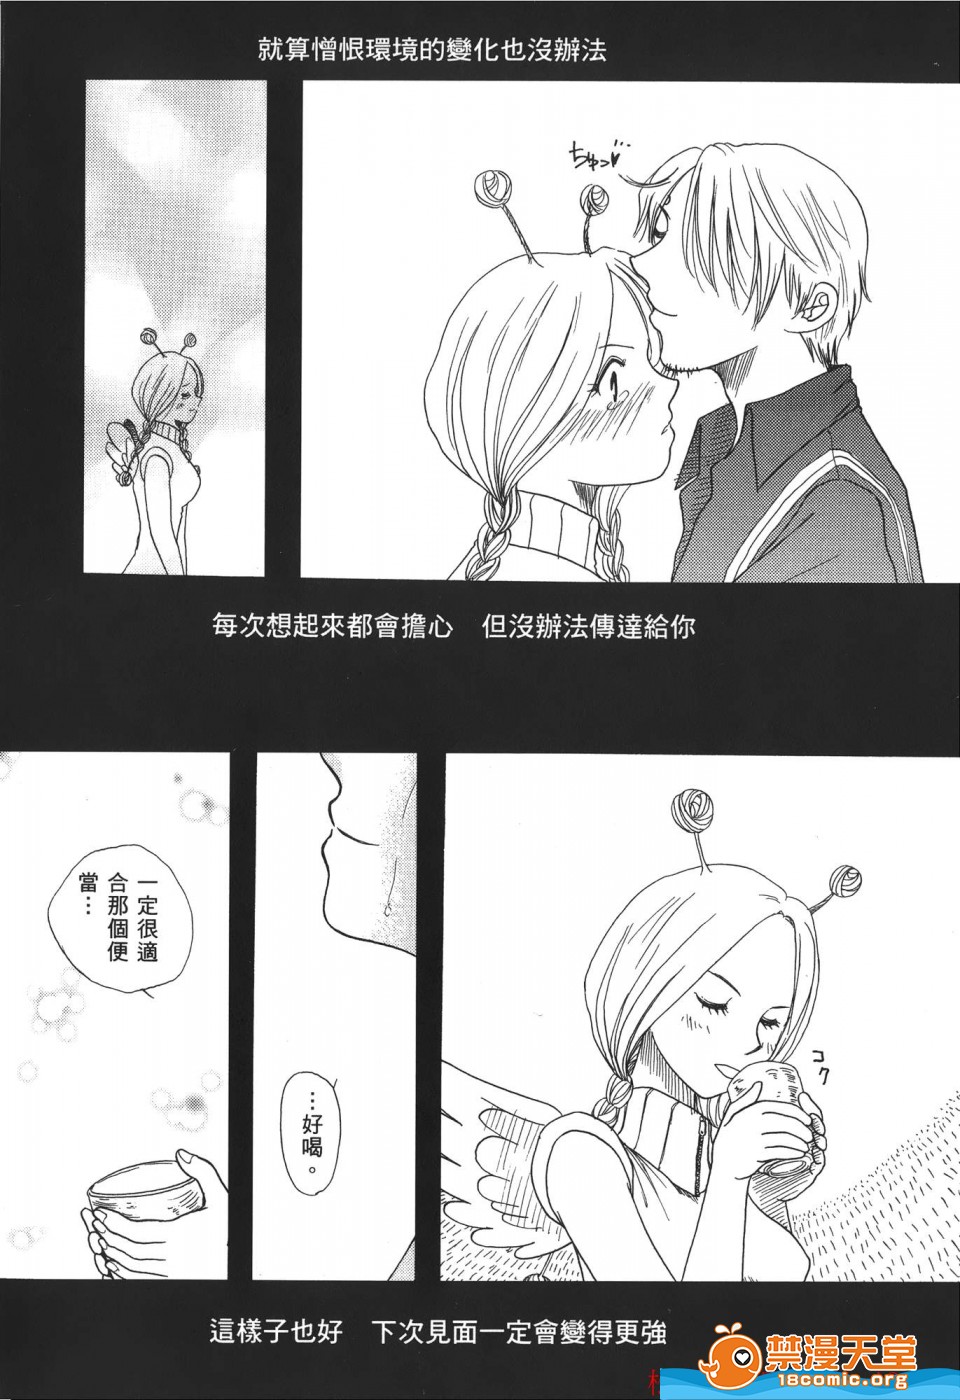 就算憎恨環境的變化也沒辦法
ちゅっ♥…
每次想起來都會擔心　但沒辦法傳達給你
コク
…好喝。
一定很適
合那個便
當…
這樣子也好　下次見面一定會變得更強
禁漫天堂
18comic.org